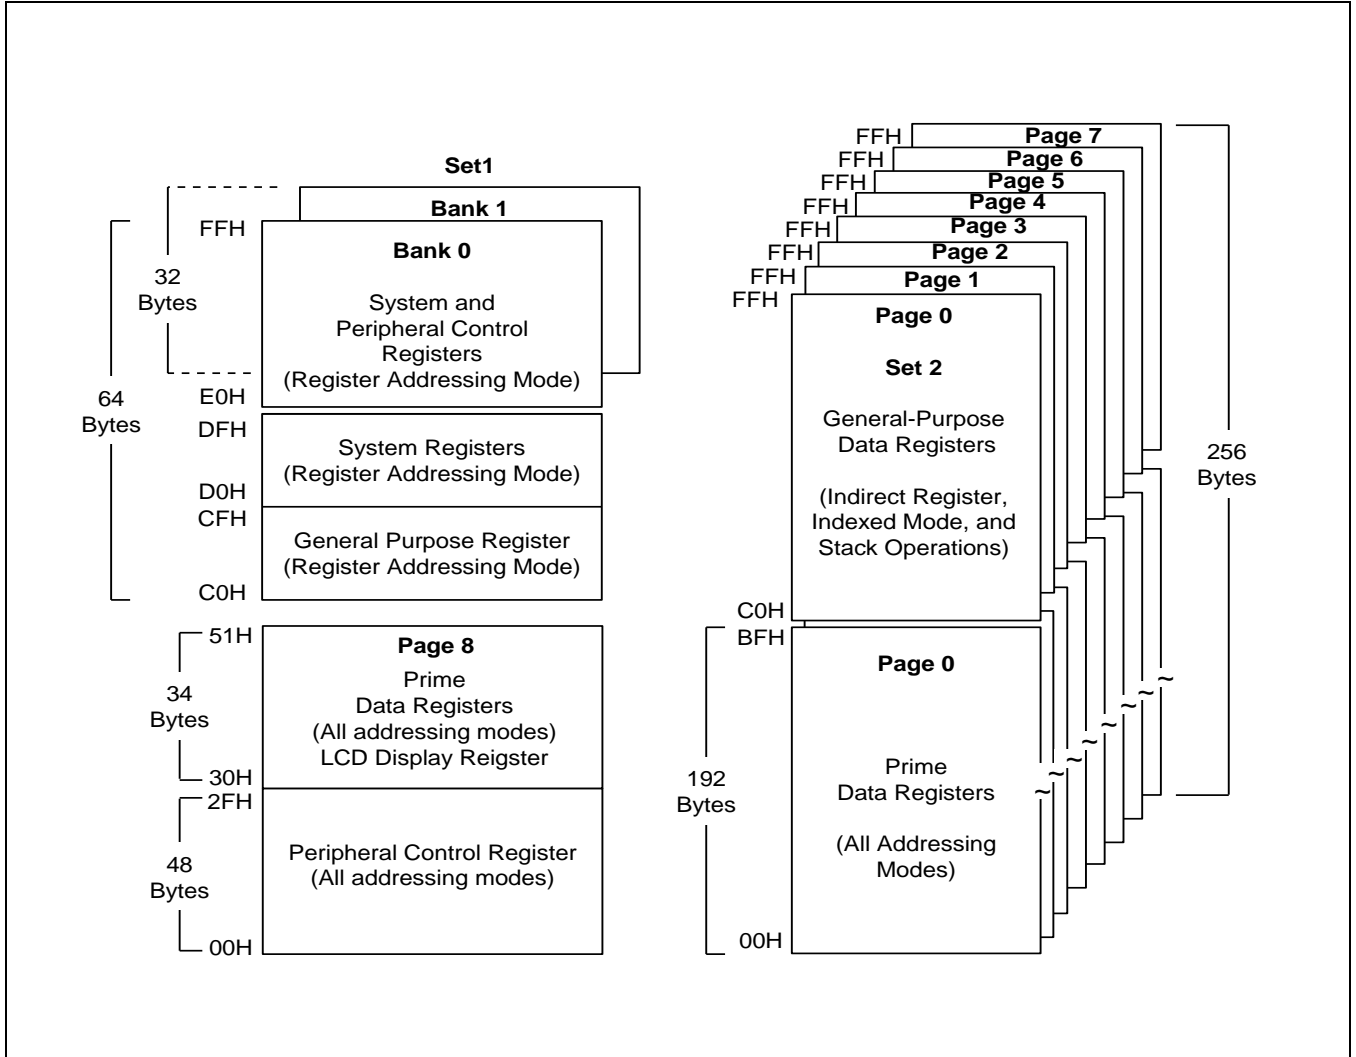 Set1
Bank 1
FFH
Bank 0
32
Bytes
System and
Peripheral Control
Registers
(Register Addressing Mode)
64
Bytes
E0H
DFH
System Registers
(Register Addressing Mode)
D0H
CFH
General Purpose Register
(Register Addressing Mode)
C0H
51H
Page 8
Prime
Data Registers
(All addressing modes)
LCD Display Reigster
34
Bytes
30H
2FH
Peripheral Control Register
(All addressing modes)
48
Bytes
00H
FFH
Page 7
FFH
Page 6
FFH
Page 5
FFH
Page 4
FFH
Page 3
FFH
Page 2
FFH
Page 1
FFH
Page 0
Set 2
General-Purpose
Data Registers
(Indirect Register,
Indexed Mode, and
Stack Operations)
256
Bytes
C0H
BFH
Page 0
192
Bytes
Prime
Data Registers
(All Addressing
Modes)
00H
~
~
~
~
~
~
~
~